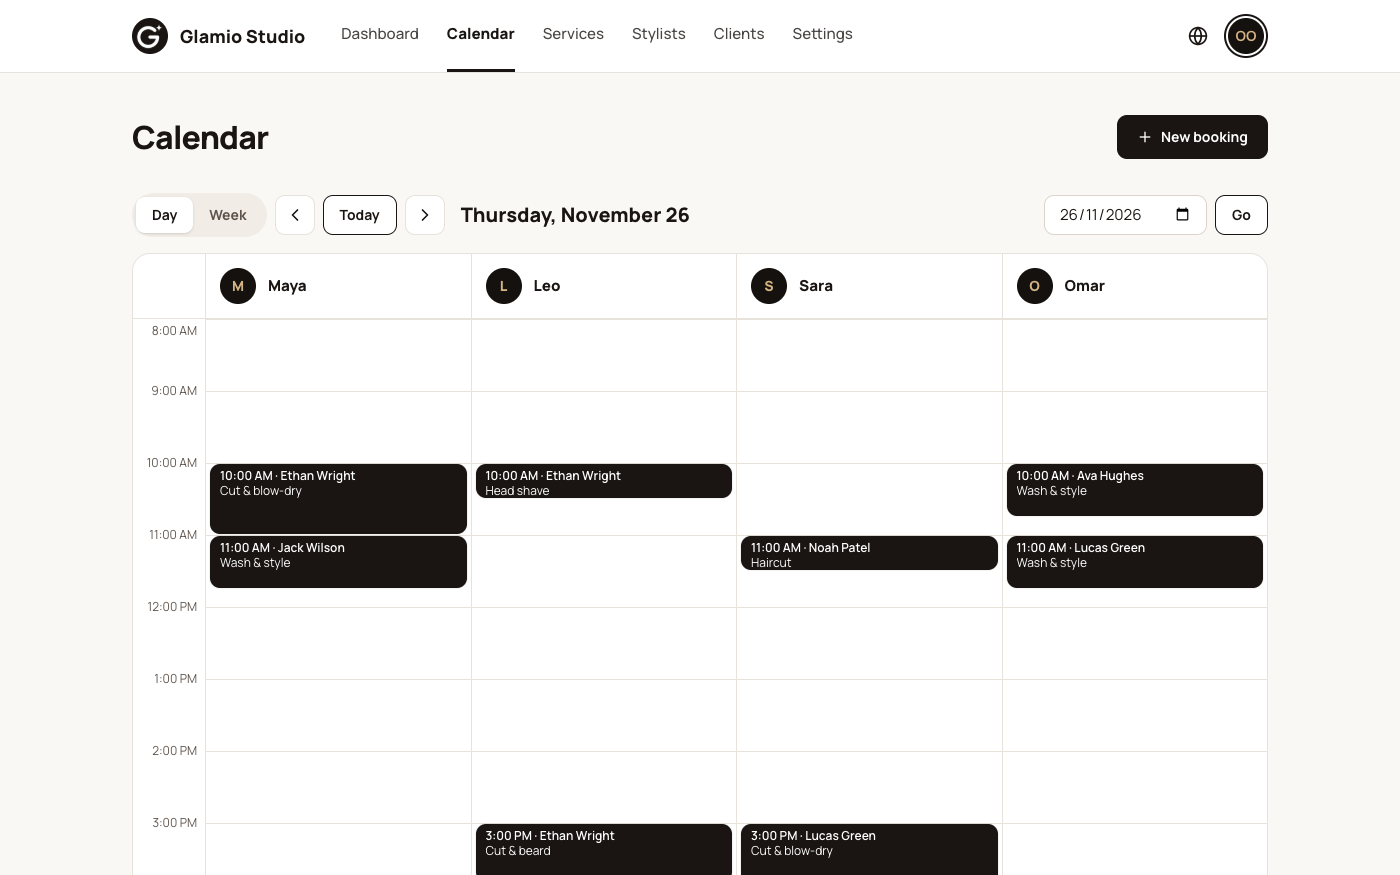 Glamio Studio
Dashboard
Calendar
Services
Stylists
Clients
Settings
OO
Calendar
New booking
Day
Week
Today
Thursday, November 26
26/11/2026
Go
M
Maya
L
Leo
S
Sara
O
Omar
8:00 AM
9:00 AM
10:00 AM
10:00 AM · Ethan Wright
Cut & blow-dry
10:00 AM · Ethan Wright
Head shave
10:00 AM · Ava Hughes
Wash & style
11:00 AM
11:00 AM · Jack Wilson
Wash & style
11:00 AM · Noah Patel
Haircut
11:00 AM · Lucas Green
Wash & style
12:00 PM
1:00 PM
2:00 PM
3:00 PM
3:00 PM · Ethan Wright
Cut & beard
3:00 PM · Lucas Green
Cut & blow-dry